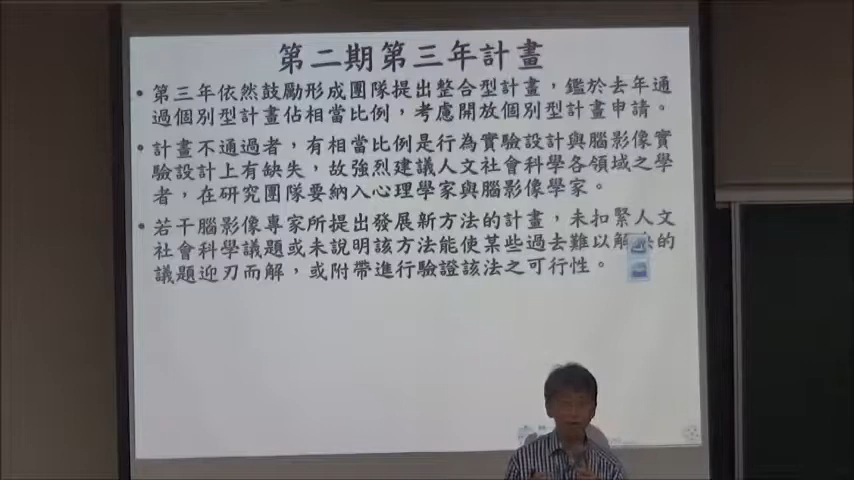 第二期第三年計畫
• 第三年依然鼓勵形成團隊提出整合型計畫，鑑於去年通
過個別型計畫佔相當比例，考慮開放個別型計畫申請。
• 計畫不通過者，有相當比例是行為實驗設計與腦影像實
驗設計上有缺失，故強烈建議人文社會科學各領域之學
者，在研究團隊要納入心理學家與腦影像學家。
• 若干腦影像專家所提出發展新方法的計畫，未扣緊人文
社會科學議題或未說明該方法能使某些過去難以解的
議題迎刃而解，或附帶進行驗證該法之可行性。